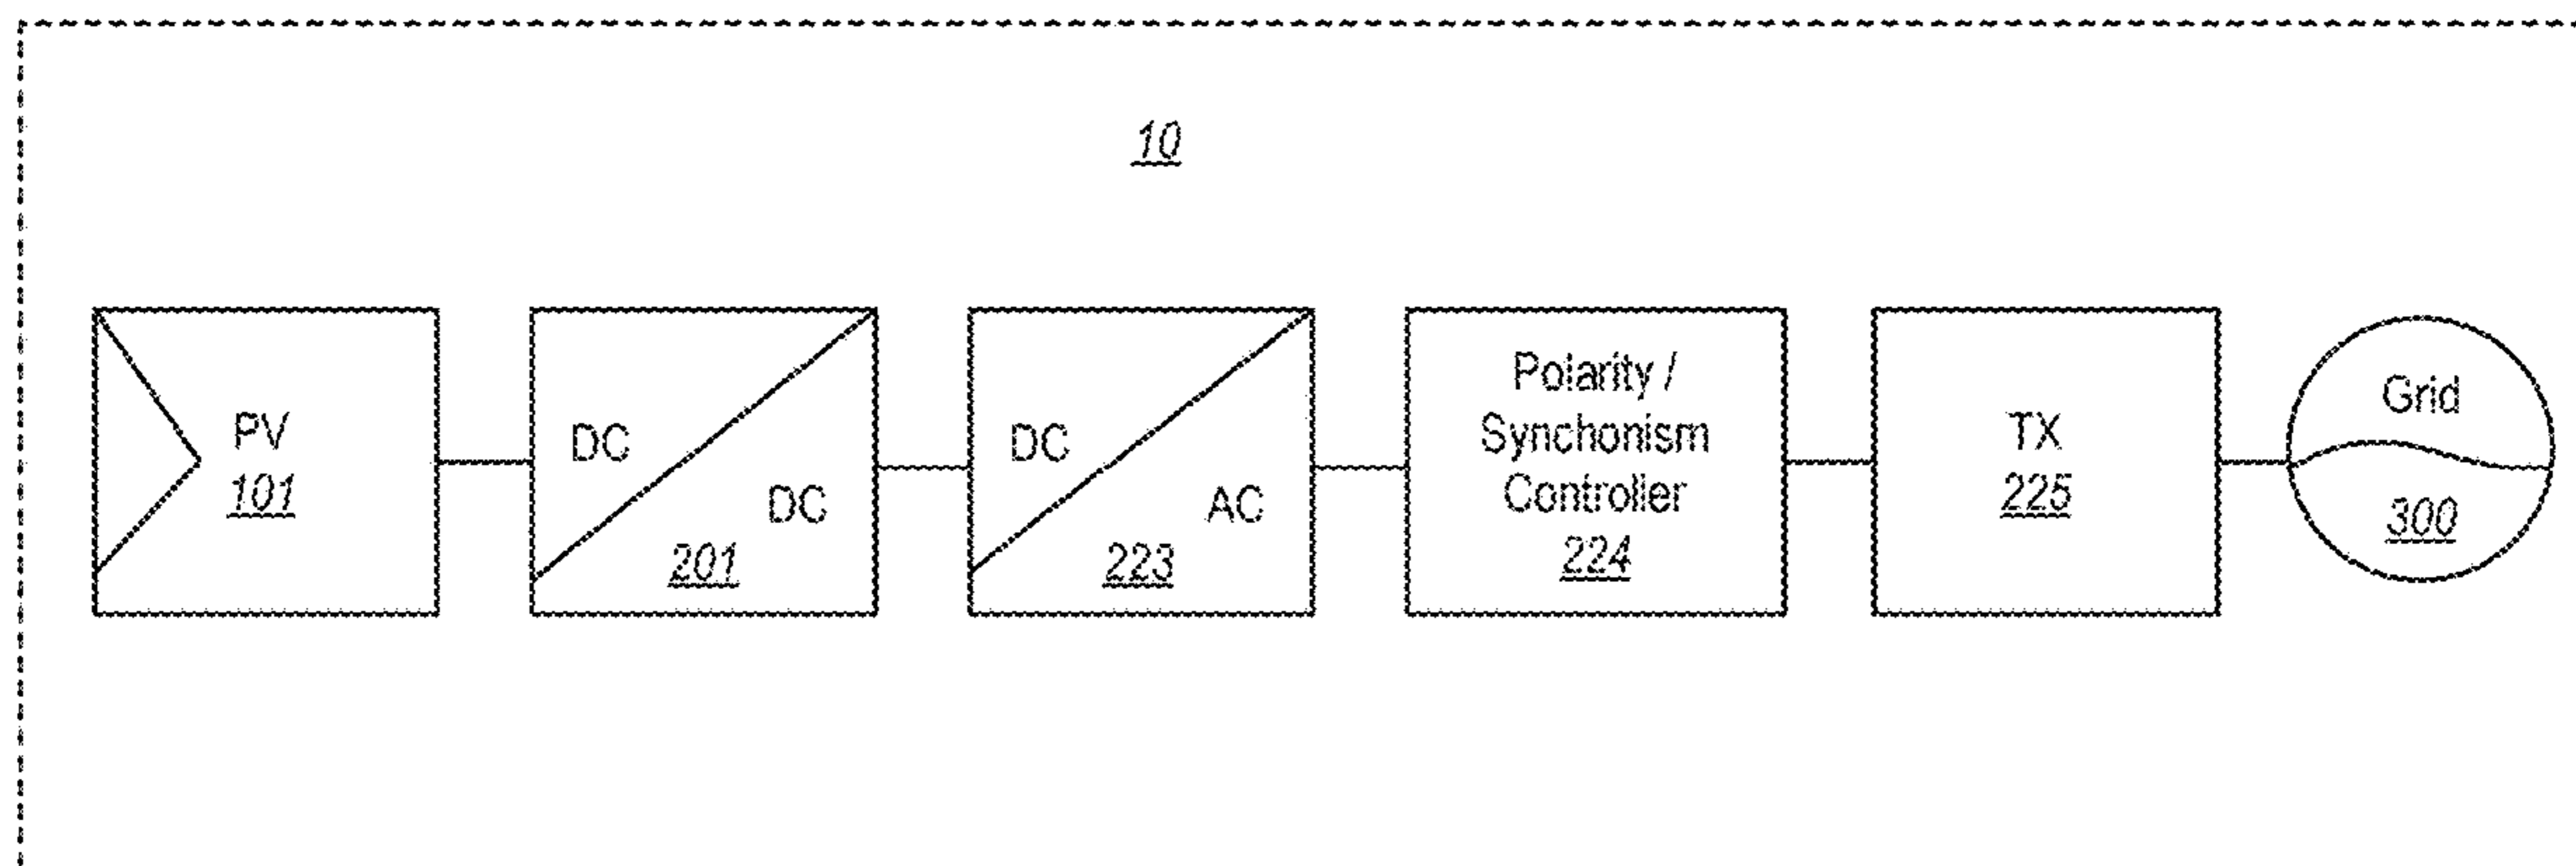 10
PV
101
DC
DC
201
DC
AC
223
Polarity /
Synchonism
Controller
224
TX
225
Grid
300